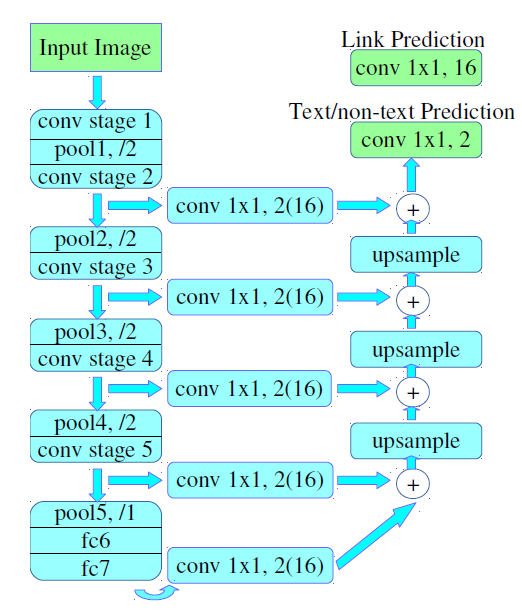 Input Image
Link Prediction
conv 1x1, 16
Text/non-text Prediction
conv 1x1, 2
conv stage 1
pool1, /2
conv stage 2
conv 1x1, 2(16)
+
pool2, /2
conv stage 3
upsample
conv 1x1, 2(16)
+
pool3, /2
conv stage 4
upsample
conv 1x1, 2(16)
+
pool4, /2
conv stage 5
upsample
conv 1x1, 2(16)
+
pool5, /1
fc6
fc7
conv 1x1, 2(16)